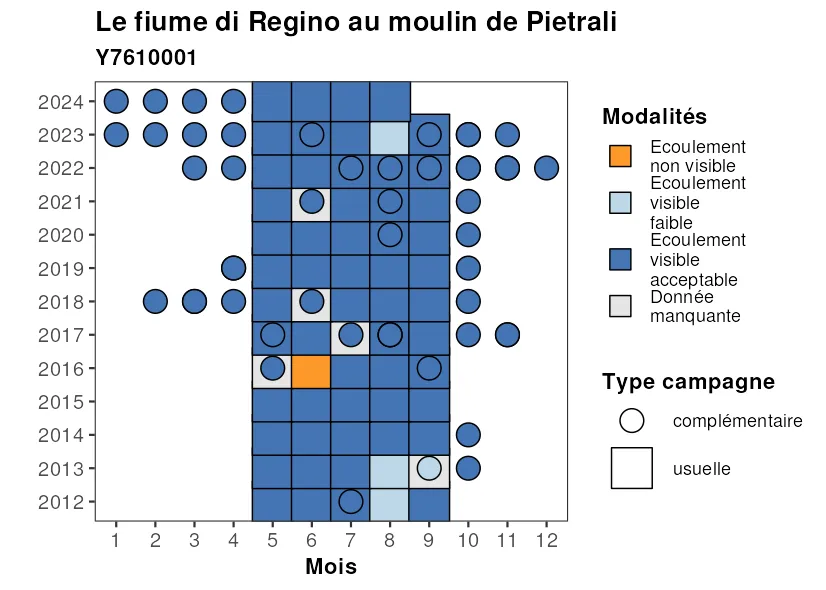 Le fiume di Regino au moulin de Pietrali
Y7610001
2024
2023
2022
2021
2020
2019
2018
2017
2016
2015
2014
2013
2012
1 2 3 4 5 6 7 8 9 10 11 12
Mois
Modalités
Ecoulement
non visible
Ecoulement
visible
faible
Ecoulement
visible
acceptable
Donnée
manquante
Type campagne
complémentaire
usuelle